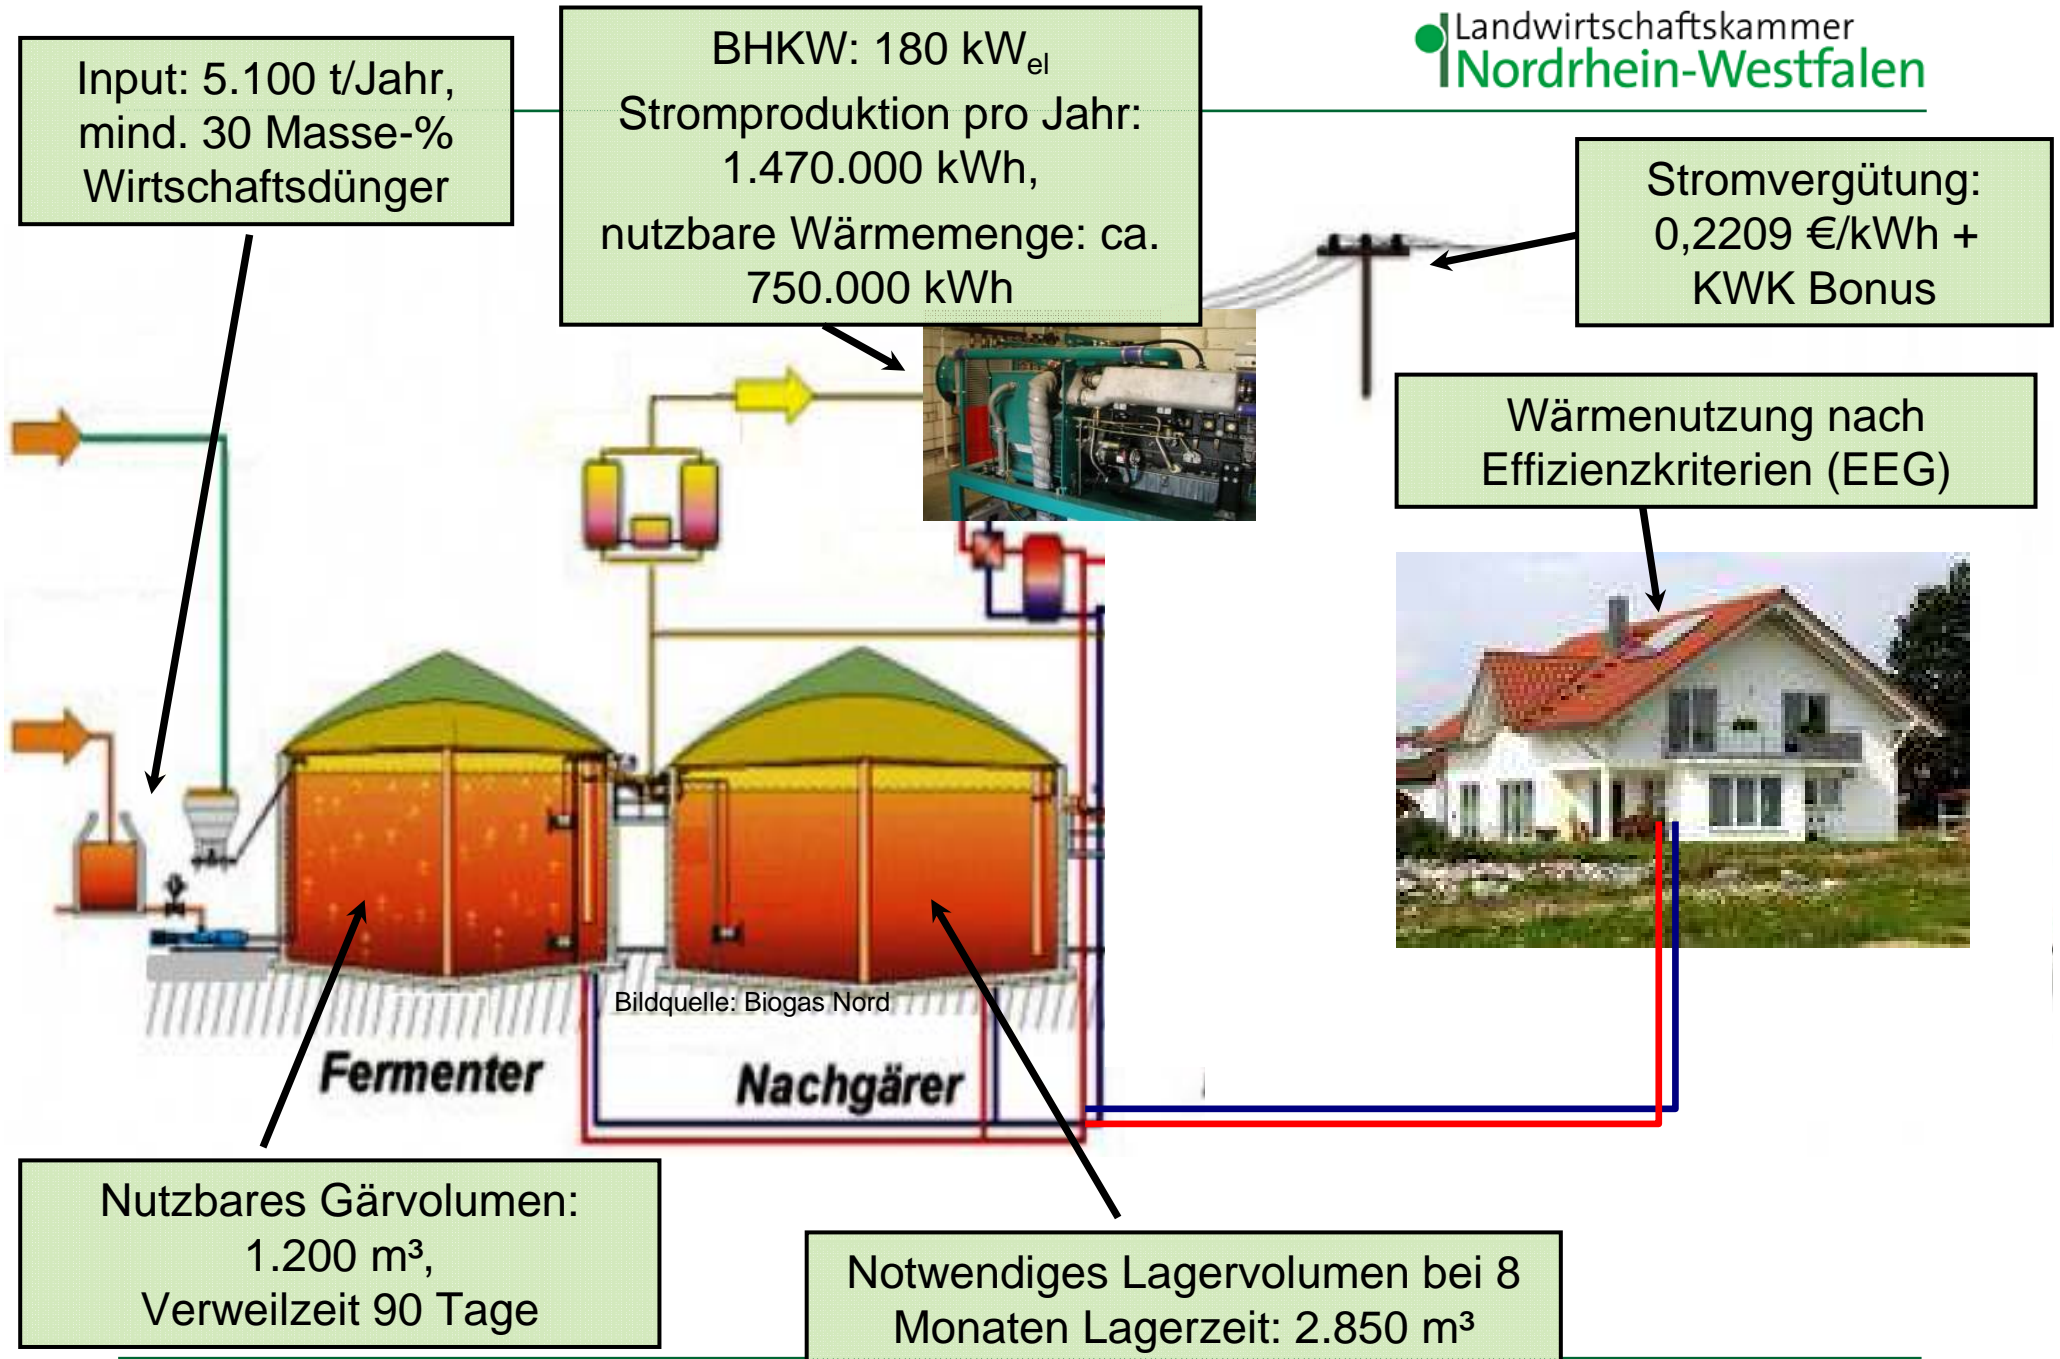 Landwirtschaftskammer
Nordrhein-Westfalen
Input: 5.100 t/Jahr,
mind. 30 Masse-%
Wirtschaftsdünger
BHKW: 180 kWel
Stromproduktion pro Jahr:
1.470.000 kWh,
nutzbare Wärmemenge: ca.
750.000 kWh
Stromvergütung:
0,2209 €/kWh +
KWK Bonus
Wärmenutzung nach
Effizienzkriterien (EEG)
Bildquelle: Biogas Nord
Fermenter
Nachgärer
Nutzbares Gärvolumen:
1.200 m³,
Verweilzeit 90 Tage
Notwendiges Lagervolumen bei 8
Monaten Lagerzeit: 2.850 m³